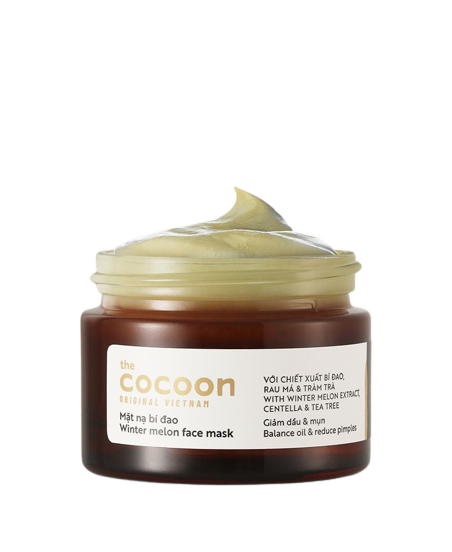 the
cocoon
ORIGINAL VIETNAM
Mặt nạ bí đao
Winter melon face mask
VỚI CHIẾT XUẤT BÍ ĐAO,
RAU MÁ & TRÀM TRÀ
WITH WINTER MELON EXTRACT,
CENTELLA & TEA TREE
Giảm dầu & mụn
Balance oil & reduce pimples